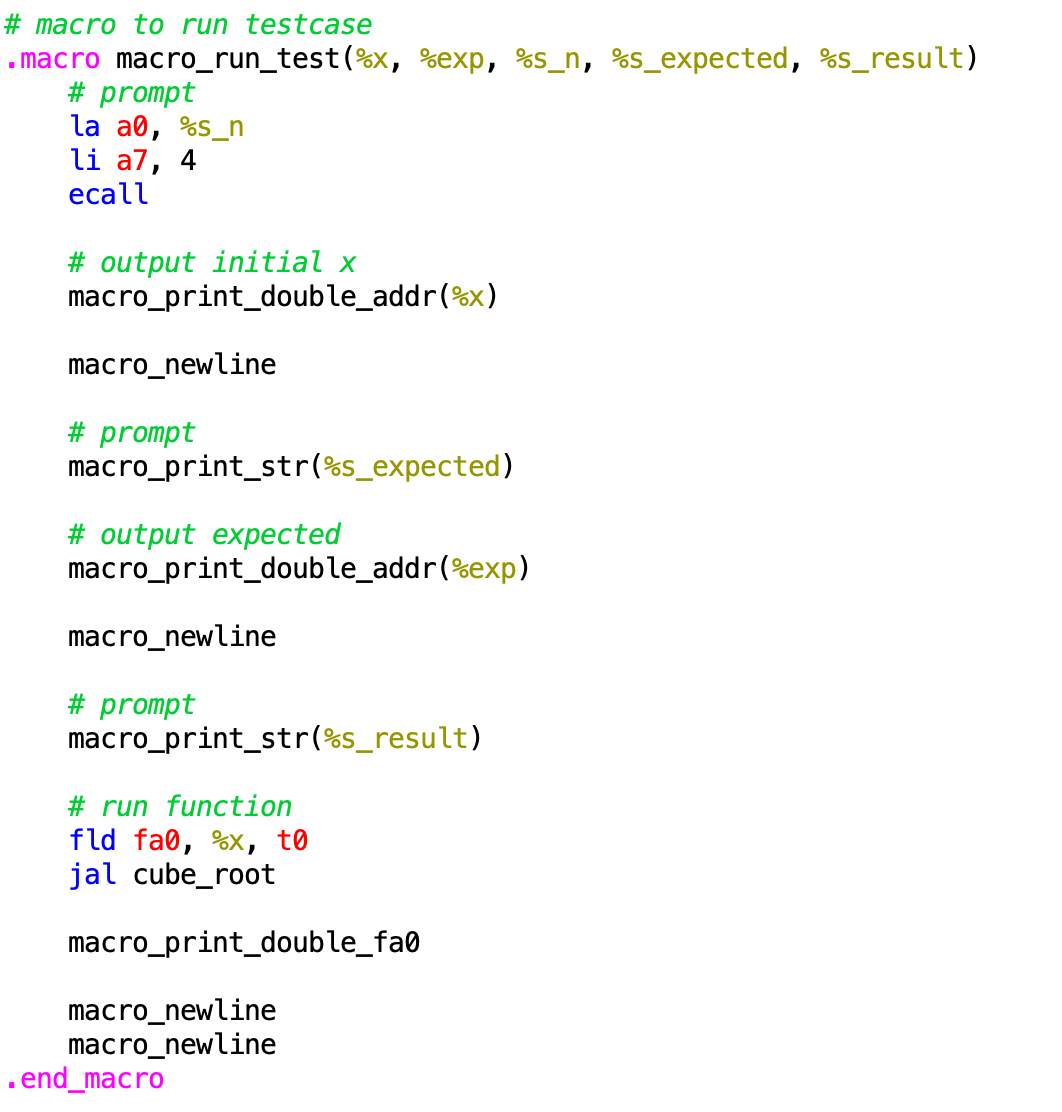 # macro to run testcase
.macro macro_run_test(%x, %exp, %s_n, %s_expected, %s_result)
    # prompt
    la a0, %s_n
    li a7, 4
    ecall

    # output initial x
    macro_print_double_addr(%x)

    macro_newline

    # prompt
    macro_print_str(%s_expected)

    # output expected
    macro_print_double_addr(%exp)

    macro_newline

    # prompt
    macro_print_str(%s_result)

    # run function
    fld fa0, %x, t0
    jal cube_root

    macro_print_double_fa0

    macro_newline
    macro_newline
.end_macro